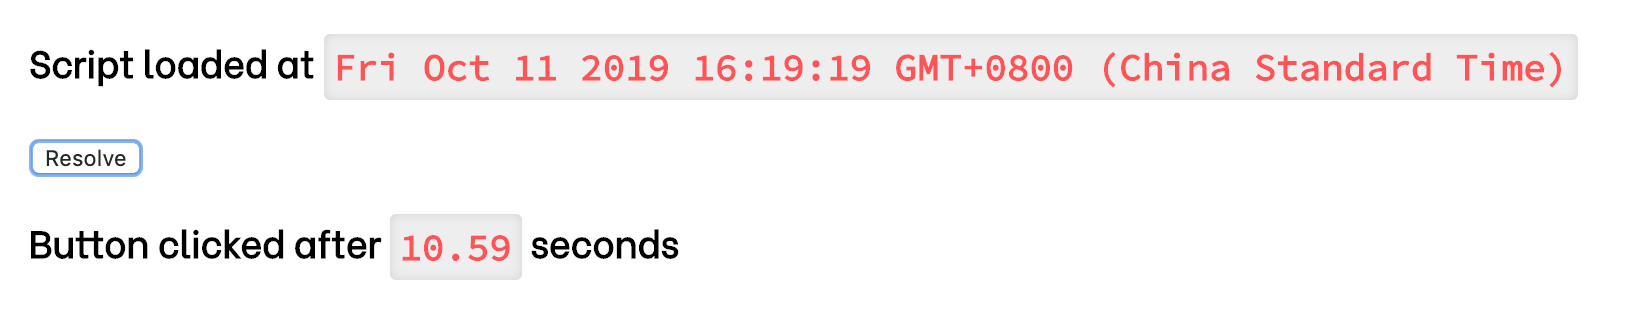 Script loaded at Fri Oct 11 2019 16:19:19 GMT+0800 (China Standard Time)
Resolve
Button clicked after 10.59 seconds